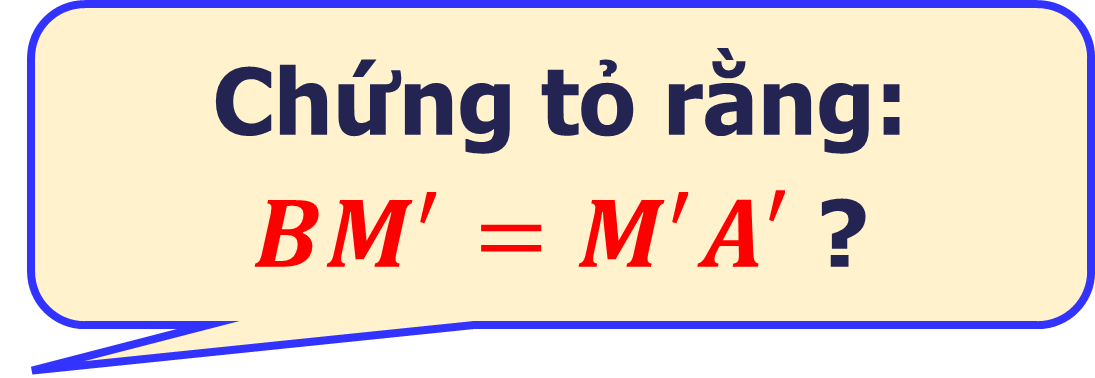 Chứng tỏ rằng:
BM′ = M′A′ ?